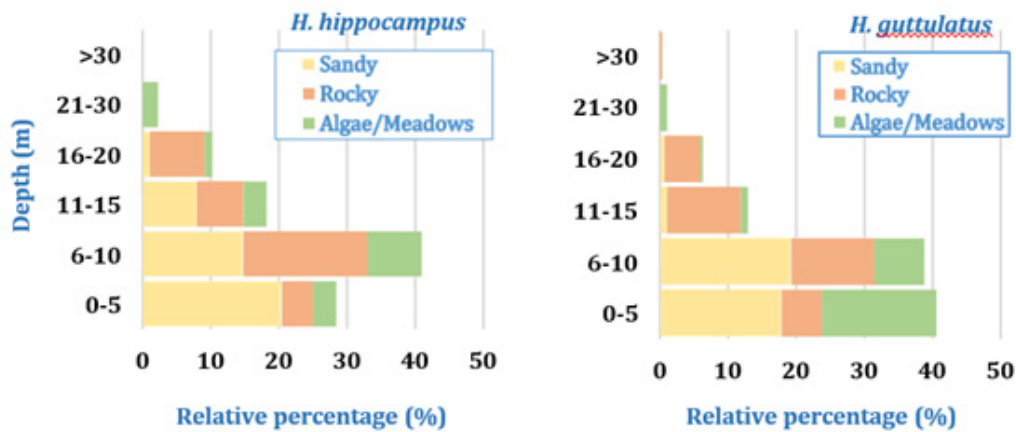 H. hippocampus
Sandy
Rocky
Algae/Meadows
Depth (m)
>30
21-30
16-20
11-15
6-10
0-5
0 10 20 30 40 50
Relative percentage (%)
H. guttulatus
Sandy
Rocky
Algae/Meadows
>30
21-30
16-20
11-15
6-10
0-5
0 10 20 30 40 50
Relative percentage (%)